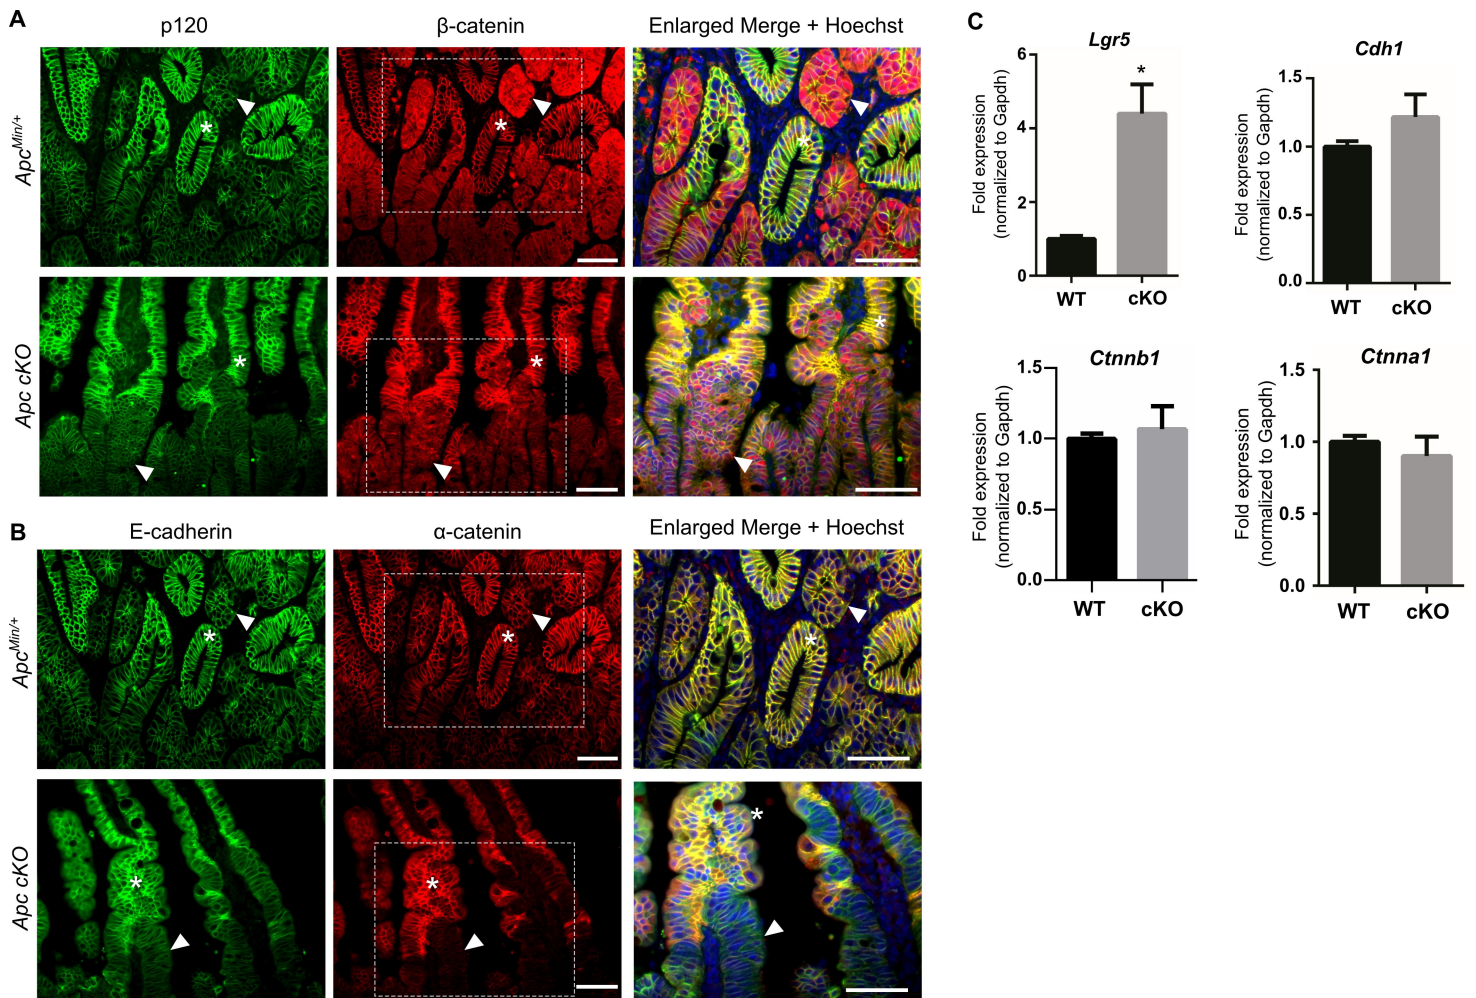 A
p120
β-catenin
Enlarged Merge + Hoechst
Apc^Min/+
*
*
*
Apc cKO
*
*
*
B
E-cadherin
α-catenin
Enlarged Merge + Hoechst
Apc^Min/+
*
*
*
Apc cKO
*
*
*
C
Lgr5
Fold expression
(normalized to Gapdh)
6
4
2
0
*
WT
cKO
Cdh1
Fold expression
(normalized to Gapdh)
1.5
1.0
0.5
0.0
WT
cKO
Ctnnb1
Fold expression
(normalized to Gapdh)
1.5
1.0
0.5
0.0
WT
cKO
Ctnna1
Fold expression
(normalized to Gapdh)
1.5
1.0
0.5
0.0
WT
cKO